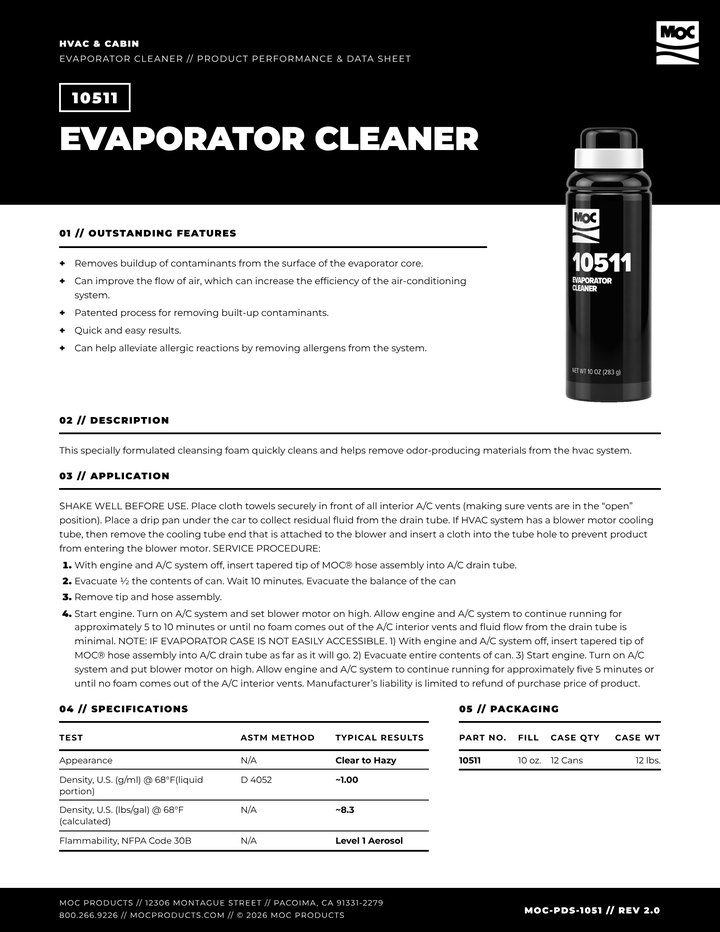 MOC
HVAC & CABIN
EVAPORATOR CLEANER // PRODUCT PERFORMANCE & DATA SHEET
10511
EVAPORATOR CLEANER
MOC
10511
EVAPORATOR
CLEANER
NET WT 10 OZ (283 g)
01 // OUTSTANDING FEATURES
+ Removes buildup of contaminants from the surface of the evaporator core.
+ Can improve the flow of air, which can increase the efficiency of the air-conditioning
system.
+ Patented process for removing built-up contaminants.
+ Quick and easy results.
+ Can help alleviate allergic reactions by removing allergens from the system.
02 // DESCRIPTION
This specially formulated cleansing foam quickly cleans and helps remove odor-producing materials from the hvac system.
03 // APPLICATION
SHAKE WELL BEFORE USE. Place cloth towels securely in front of all interior A/C vents (making sure vents are in the “open”
position). Place a drip pan under the car to collect residual fluid from the drain tube. If HVAC system has a blower motor cooling
tube, then remove the cooling tube end that is attached to the blower and insert a cloth into the tube hole to prevent product
from entering the blower motor. SERVICE PROCEDURE:
1. With engine and A/C system off, insert tapered tip of MOC® hose assembly into A/C drain tube.
2. Evacuate ½ the contents of can. Wait 10 minutes. Evacuate the balance of the can
3. Remove tip and hose assembly.
4. Start engine. Turn on A/C system and set blower motor on high. Allow engine and A/C system to continue running for
approximately 5 to 10 minutes or until no foam comes out of the A/C interior vents and fluid flow from the drain tube is
minimal. NOTE: IF EVAPORATOR CASE IS NOT EASILY ACCESSIBLE. 1) With engine and A/C system off, insert tapered tip of
MOC® hose assembly into A/C drain tube as far as it will go. 2) Evacuate entire contents of can. 3) Start engine. Turn on A/C
system and put blower motor on high. Allow engine and A/C system to continue running for approximately five 5 minutes or
until no foam comes out of the A/C interior vents. Manufacturer’s liability is limited to refund of purchase price of product.
04 // SPECIFICATIONS
TEST ASTM METHOD TYPICAL RESULTS
Appearance N/A Clear to Hazy
Density, U.S. (g/ml) @ 68°F(liquid
portion) D 4052 ~1.00
Density, U.S. (lbs/gal) @ 68°F
(calculated) N/A ~8.3
Flammability, NFPA Code 30B N/A Level 1 Aerosol
05 // PACKAGING
PART NO. FILL CASE QTY CASE WT
10511 10 oz. 12 Cans 12 lbs.
MOC PRODUCTS // 12306 MONTAGUE STREET // PACOIMA, CA 91331-2279
800.266.9226 // MOCPRODUCTS.COM // © 2026 MOC PRODUCTS
MOC-PDS-1051 // REV 2.0